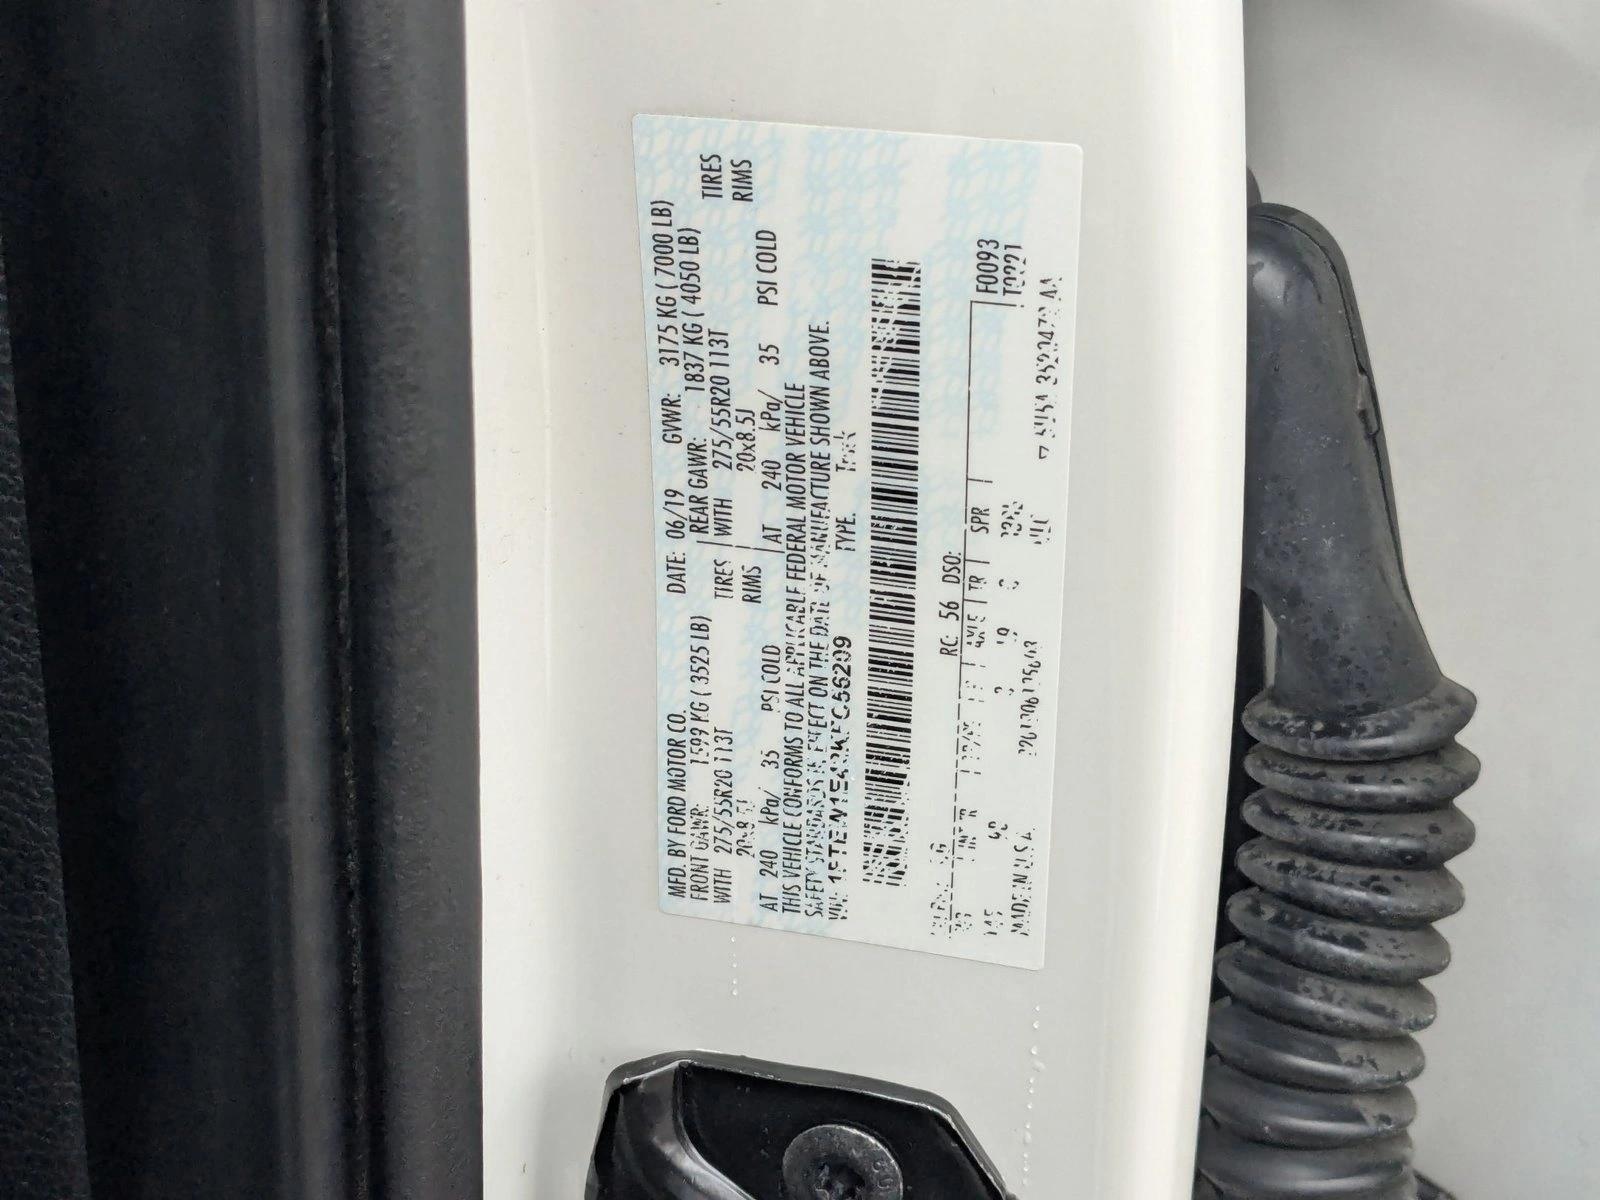 MFD. BY FORD MOTOR CO. DATE: 06/19 GVWR: 3175 KG ( 7000 LB)
FRONT GAWR: 1599 KG ( 3525 LB) REAR GAWR: 1837 KG ( 4050 LB)
WITH 275/55R20 113T TIRES WITH 275/55R20 113T TIRES
RIMS 20x8.5J RIMS
AT 240 kPa/ 35 PSI COLD AT 240 kPa/ 35 PSI COLD
THIS VEHICLE CONFORMS TO ALL APPLICABLE FEDERAL MOTOR VEHICLE
SAFETY STANDARDS IN EFFECT ON THE DATE OF MANUFACTURE SHOWN ABOVE.
VIN: TYPE: Truck
RC: 56 DSO:
AXLE TR SPR F0093
MADE IN U.S.A.